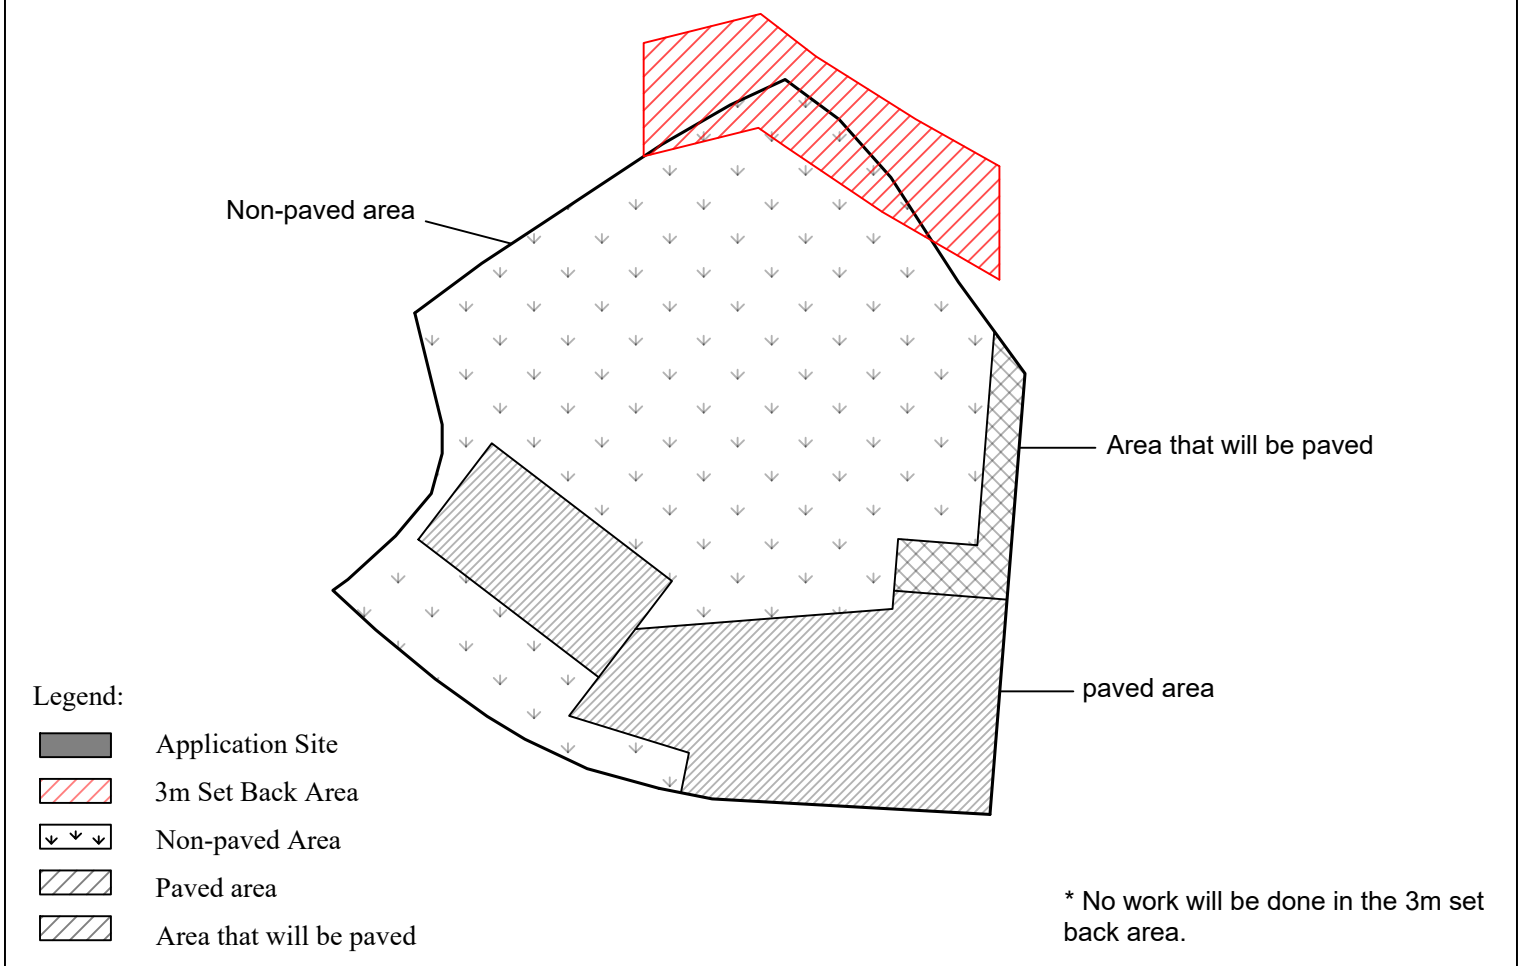 Non-paved area
Area that will be paved
paved area
Legend:
Application Site
3m Set Back Area
Non-paved Area
Paved area
Area that will be paved
* No work will be done in the 3m set
back area.